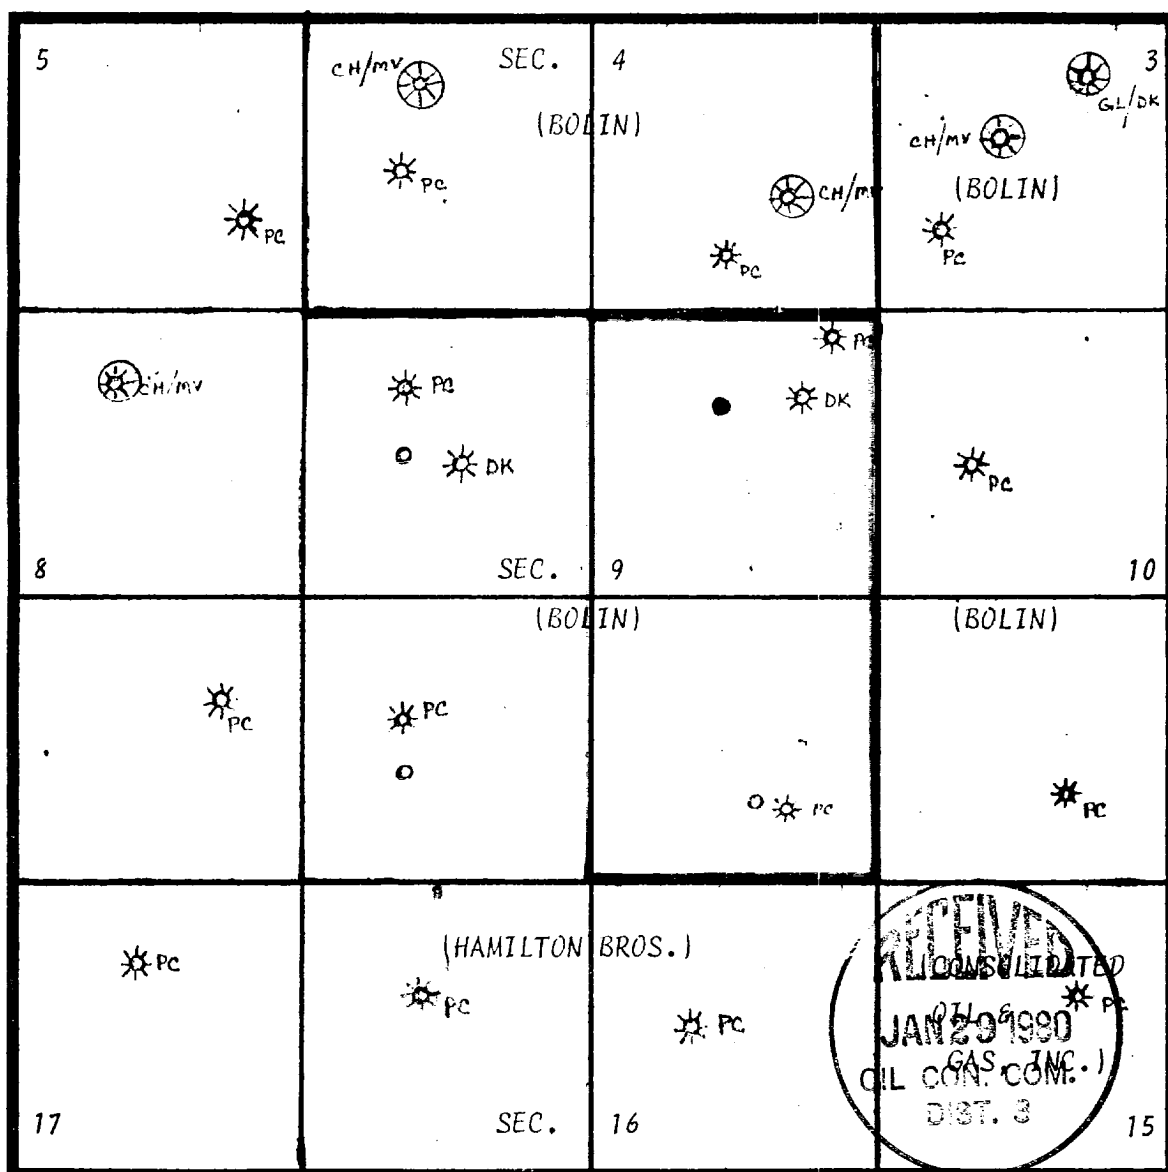 5
SEC. 4
3
CH/MV
GL/DK
(BOLIN)
CH/MV
PC
CH/MV
(BOLIN)
PC
PC
PC
PC
CH/MV
PC
DK
DK
PC
8
SEC. 9
10
(BOLIN)
(BOLIN)
PC
PC
PC
PC
(HAMILTON BROS.)
RECEIVED
(CONSOLIDATED
PC
PC
PC
PC
OIL &
JAN 29 1980
GAS, INC.)
OIL CON. COM.
DIST. 3
17
SEC. 16
15